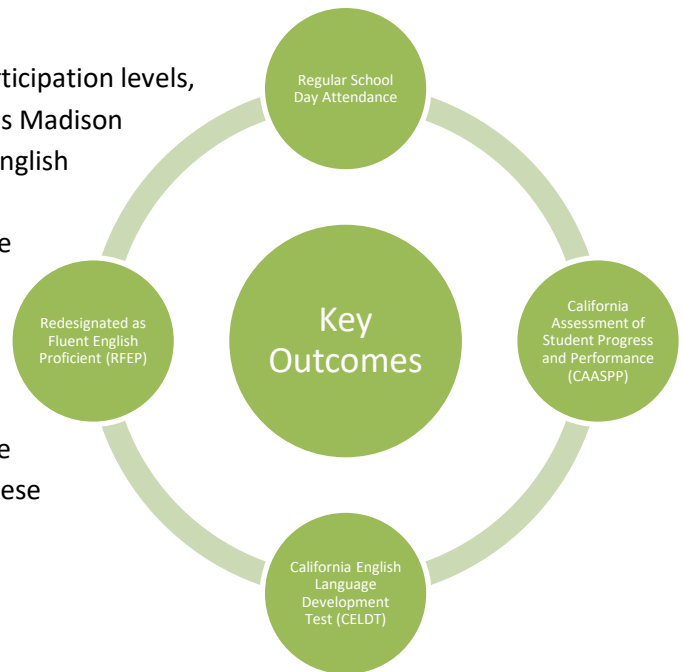 rticipation levels,
s Madison
nglish
e
e
ese
Regular School
Day Attendance
Redesignated as
Fluent English
Proficient (RFEP)
Key
Outcomes
California
Assessment of
Student Progress
and Performance
(CAASPP)
California English
Language
Development
Test (CELDT)